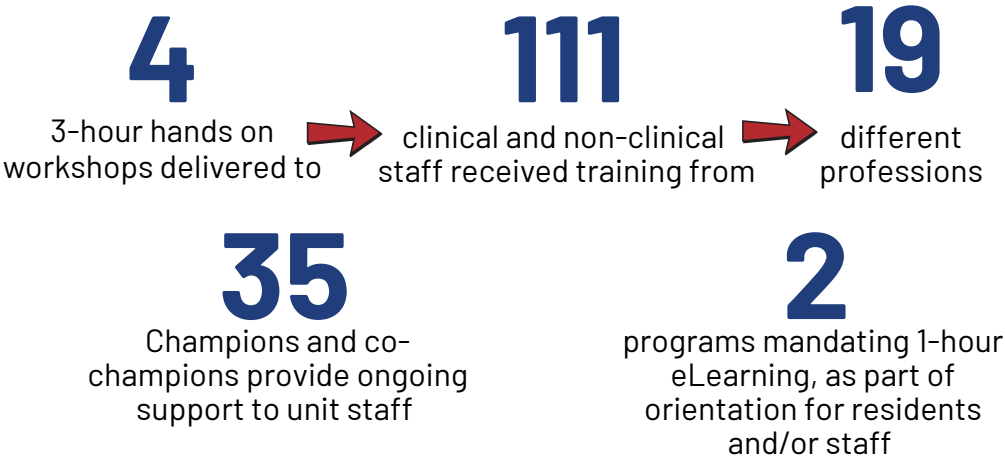 4
3-hour hands on
workshops delivered to
111
clinical and non-clinical
staff received training from
19
different
professions
35
Champions and co-
champions provide ongoing
support to unit staff
2
programs mandating 1-hour
eLearning, as part of
orientation for residents
and/or staff